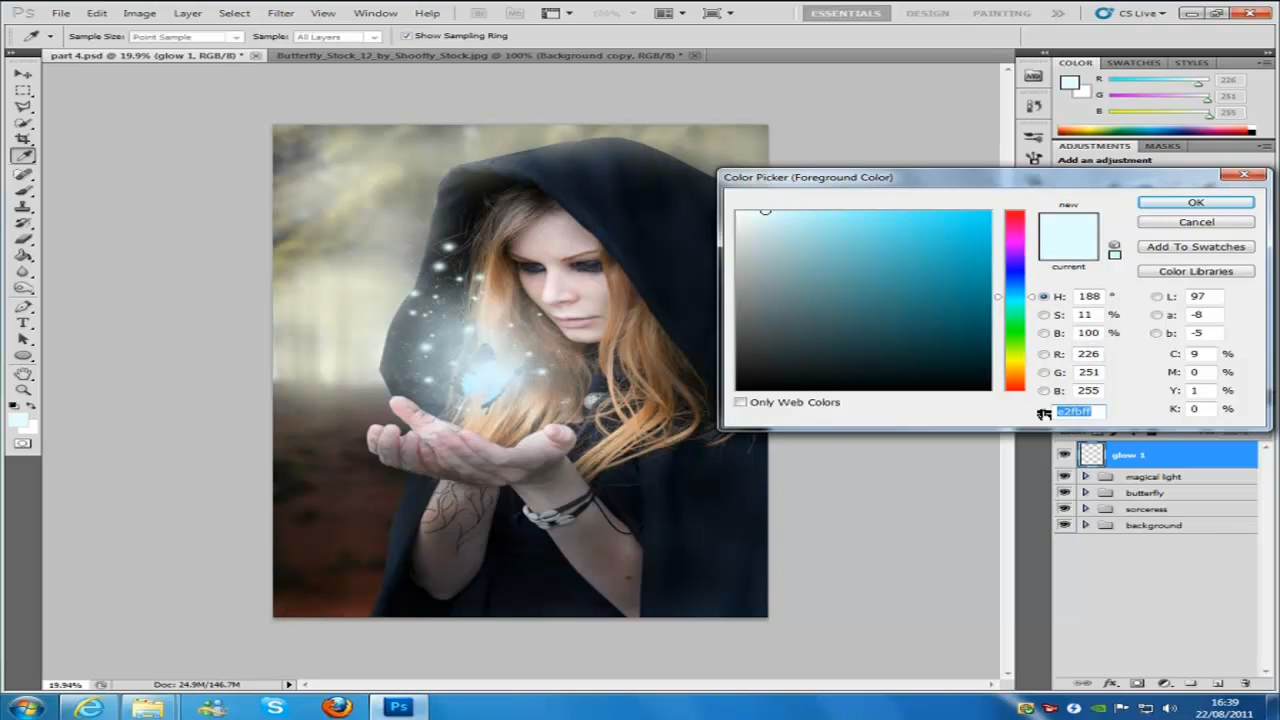 Ps File Edit Image Layer Select Filter View Window Help Br Mb 100% ESSENTIALS DESIGN PAINTING >> CS Live
Sample Size: Point Sample Sample: All Layers Show Sampling Ring
part 4.psd @ 19.9% (glow 1, RGB/8) * Butterfly_Stock_12_by_Shoofly_Stock.jpg @ 100% (Background copy, RGB/8) *
COLOR SWATCHES STYLES
R 226
G 251
B 255
ADJUSTMENTS MASKS
Add an adjustment
Color Picker (Foreground Color)
new
current
OK
Cancel
Add To Swatches
Color Libraries
H: 188 ° L: 97
S: 11 % a: -8
B: 100 % b: -5
R: 226 C: 9 %
G: 251 M: 0 %
B: 255 Y: 1 %
# e2fbff K: 0 %
Only Web Colors
glow 1
magical light
butterfly
sorceress
background
19.94% Doc: 24.9M/146.7M
fx
Ps
16:39
22/08/2011